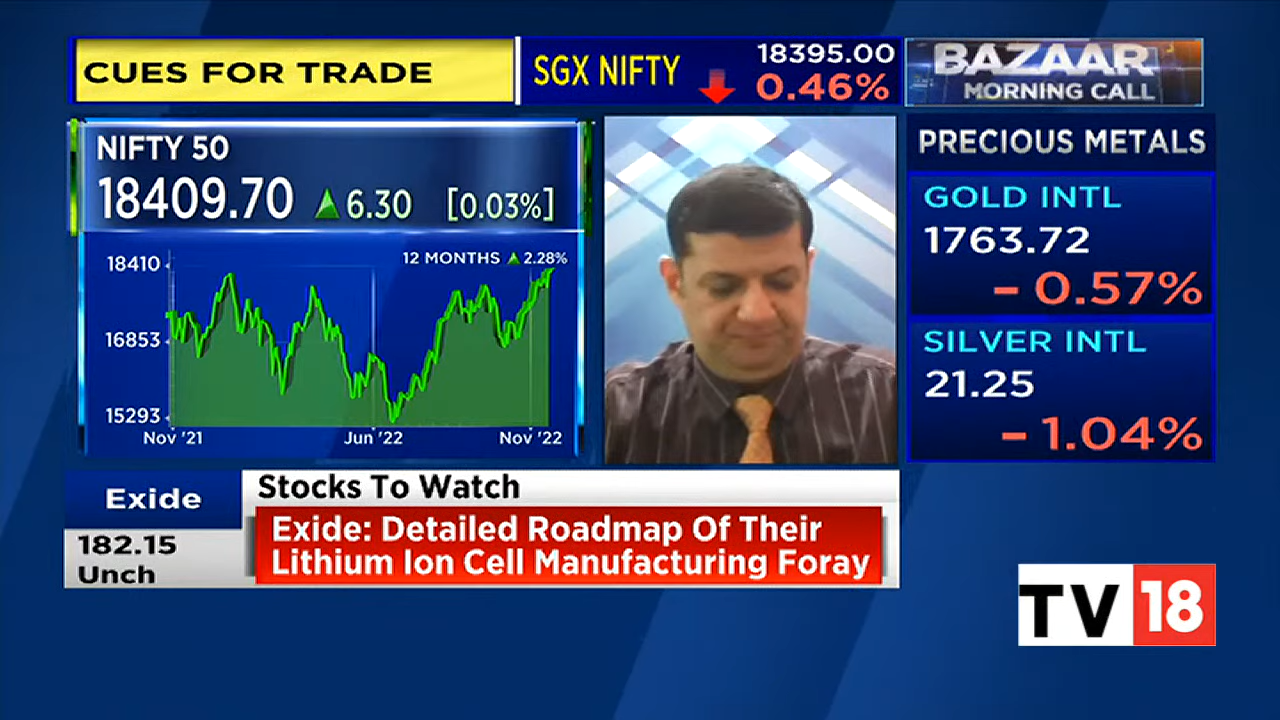 CUES FOR TRADE
SGX NIFTY
18395.00
0.46%
BAZAAR
MORNING CALL
NIFTY 50
18409.70 ▲ 6.30 [0.03%]
12 MONTHS ▲ 2.28%
18410
16853
15293
Nov '21 Jun '22 Nov '22
PRECIOUS METALS
GOLD INTL
1763.72
- 0.57%
SILVER INTL
21.25
- 1.04%
Exide
182.15
Unch
Stocks To Watch
Exide: Detailed Roadmap Of Their
Lithium Ion Cell Manufacturing Foray
TV18